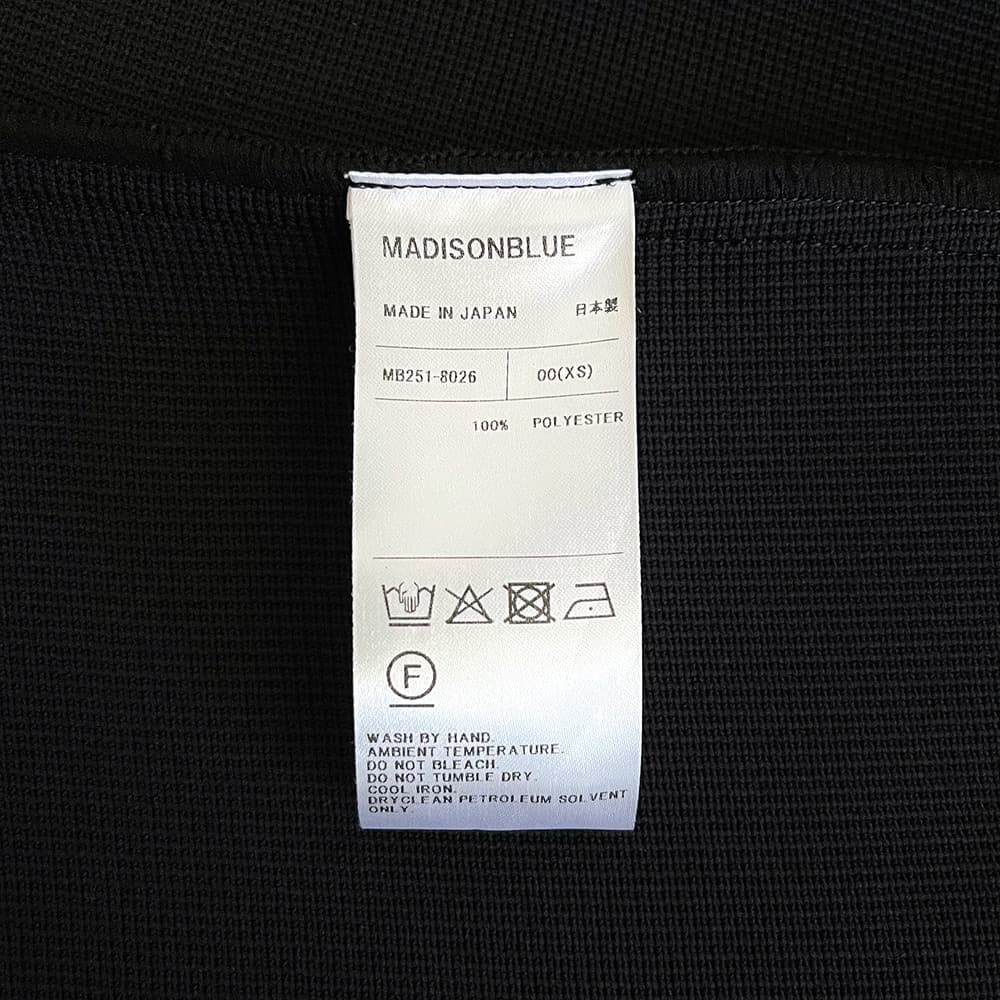 MADISONBLUE
MADE IN JAPAN 日本製
MB251-8026 00(XS)
100% POLYESTER
F
WASH BY HAND.
AMBIENT TEMPERATURE.
DO NOT BLEACH.
DO NOT TUMBLE DRY.
COOL IRON.
DRYCLEAN PETROLEUM SOLVENT
ONLY.